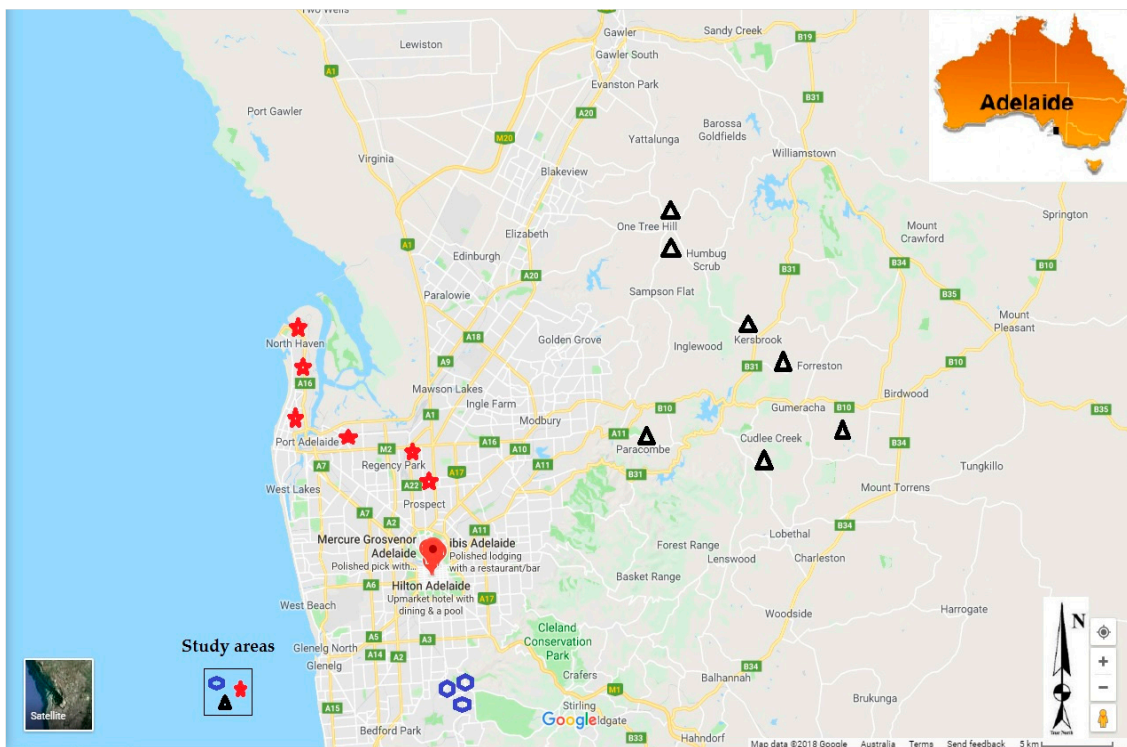 Two Wells
Lewiston
Gawler
Gawler South
Sandy Creek
B19
A1
Evanston Park
B31
Port Gawler
A20
Yattalunga
Barossa
Goldfields
M20
Virginia
Blakeview
Williamstown
Adelaide
One Tree Hill
Mount
Crawford
Springton
Elizabeth
A1
Edinburgh
Humbug
Scrub
B34
B10
A20
B31
Paralowie
Sampson Flat
B35
Mount
Pleasant
North Haven
A18
Golden Grove
Inglewood
Kersbrook
A9
B31
Forreston
B10
A16
Mawson Lakes
Birdwood
Ingle Farm
A1
Modbury
B10
Gumeracha
B10
B35
Port Adelaide
M2
A16
A10
A11
Paracombe
Cudlee Creek
B34
A7
Regency Park
A17
A11
B31
Tungkillo
West Lakes
A22
Mount Torrens
Prospect
A7
A2
A11
Lobethal
B34
Mercure Grosvenor
Adelaide
Polished pick with...
ibis Adelaide
Polished lodging
with a restaurant/bar
Forest Range
Lenswood
Charleston
Hilton Adelaide
Upmarket hotel with
dining & a pool
A6
A17
Basket Range
West Beach
Woodside
Harrogate
N
Study areas
A5
A3
Cleland
Conservation
Park
Glenelg North
A14
A2
Glenelg
Crafers
B34
Balhannah
M1
Brukunga
Satellite
A15
Stirling
Google
ldgate
Bedford Park
B33
Hahndorf
True North
Map data ©2018 Google
Australia
Terms
Send feedback
5 km